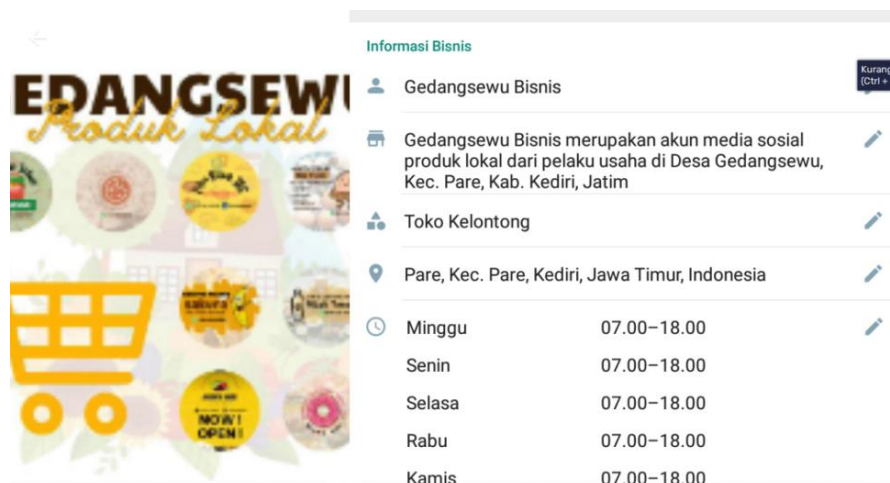 EDANGSEWU
Produk Lokal
NOW!
OPEN!
Informasi Bisnis
Gedangsewu Bisnis
Kurang
(Ctrl +
Gedangsewu Bisnis merupakan akun media sosial
produk lokal dari pelaku usaha di Desa Gedangsewu,
Kec. Pare, Kab. Kediri, Jatim
Toko Kelontong
Pare, Kec. Pare, Kediri, Jawa Timur, Indonesia
Minggu 07.00–18.00
Senin 07.00–18.00
Selasa 07.00–18.00
Rabu 07.00–18.00
Kamis 07.00–18.00